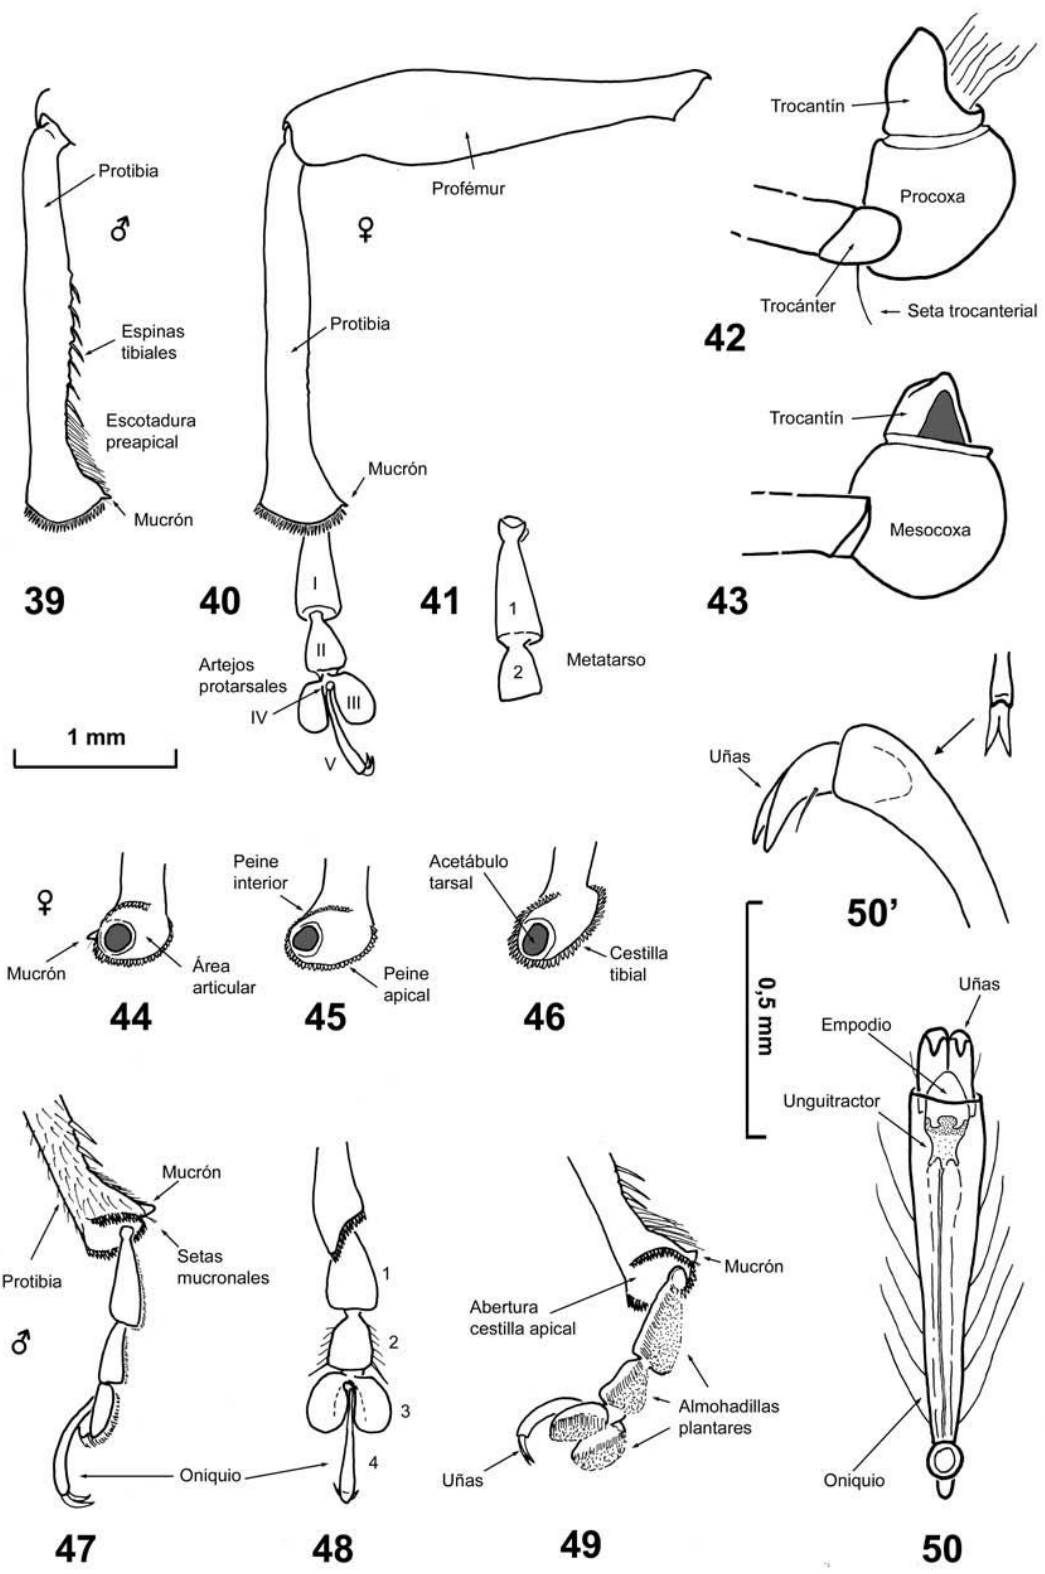 Protibia
♂
Espinas
tibiales
Escotadura
preapical
Mucrón
39
Profémur
♀
Protibia
Mucrón
40
I
II
Artejos
protarsales
III
IV
V
1 mm
41
1
2
Metatarso
Trocantín
Procoxa
Trocánter
Seta trocanterial
42
Trocantín
Mesocoxa
43
Uñas
50’
♀
Mucrón
Área
articular
44
Peine
interior
Peine
apical
45
Acetábulo
tarsal
Cestilla
tibial
46
0,5 mm
Mucrón
Setas
mucronales
Protibia
♂
Oniquio
47
1
2
3
4
48
Mucrón
Abertura
cestilla apical
Almohadillas
plantares
Uñas
49
Uñas
Empodio
Unguitractor
Oniquio
50